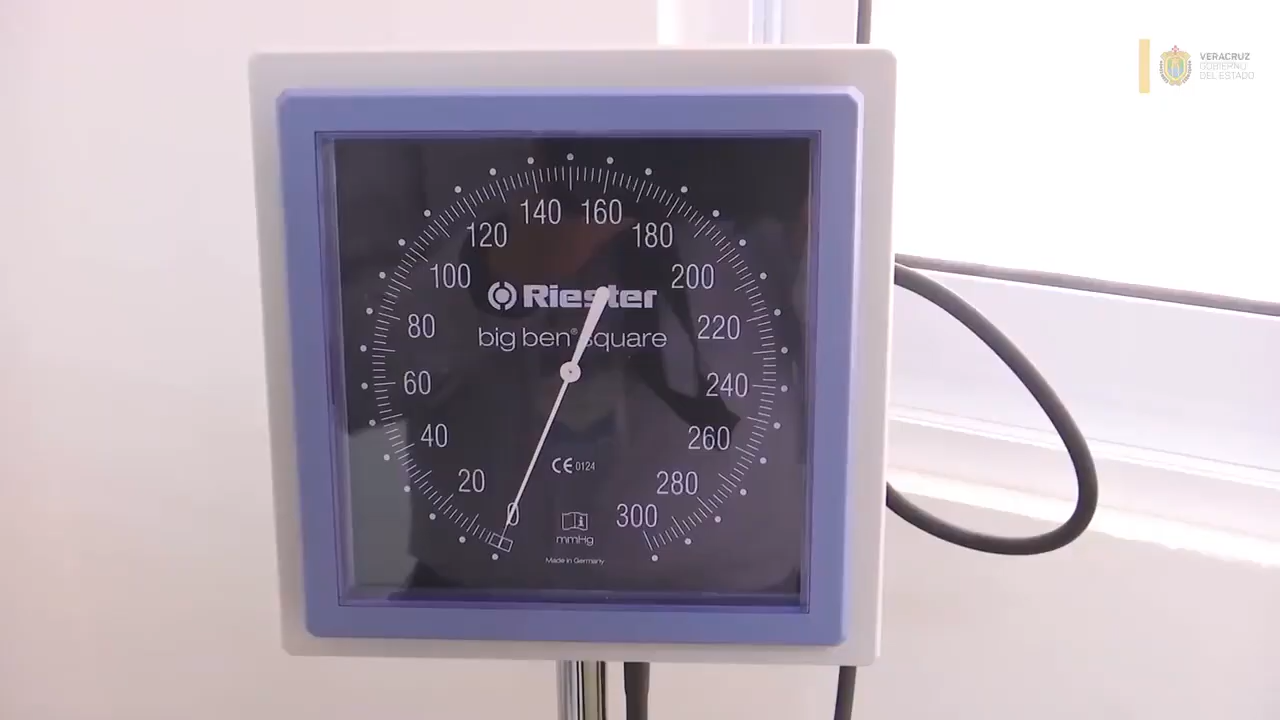 VERACRUZ
GOBIERNO
DEL ESTADO
140 160
120 180
100 200
Riester
big ben® square
80 220
60 240
40 260
CE 0124
20 280
0 300
mmHg
Made in Germany